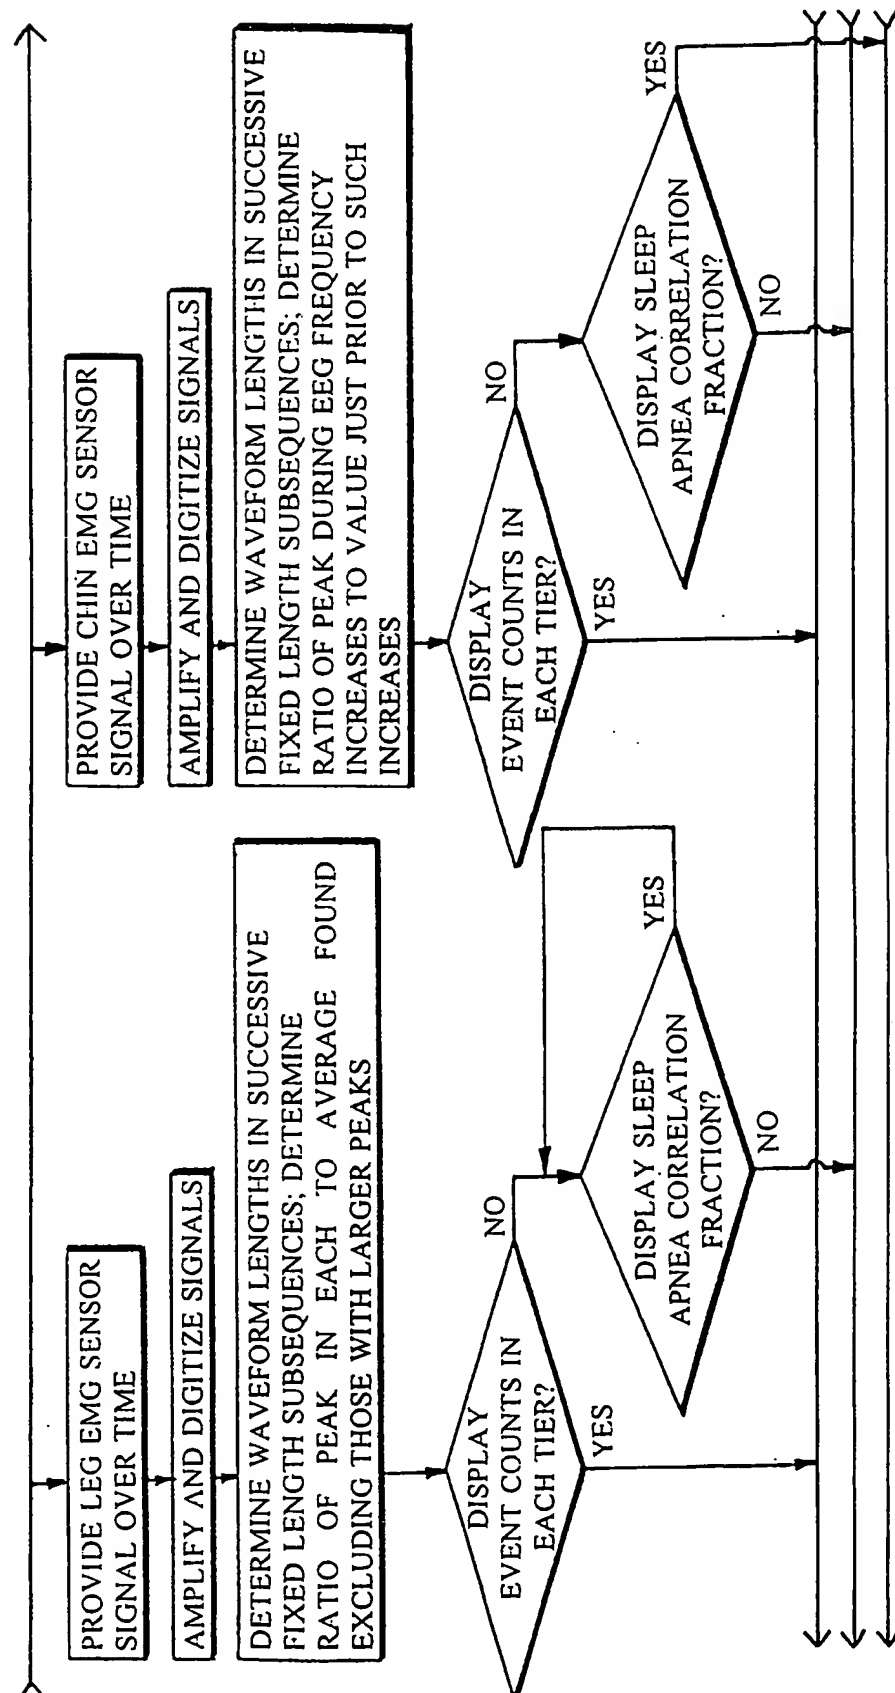 PROVIDE LEG EMG SENSOR
SIGNAL OVER TIME
AMPLIFY AND DIGITIZE SIGNALS
DETERMINE WAVEFORM LENGTHS IN SUCCESSIVE
FIXED LENGTH SUBSEQUENCES; DETERMINE
RATIO OF PEAK IN EACH TO AVERAGE FOUND
EXCLUDING THOSE WITH LARGER PEAKS
DISPLAY
EVENT COUNTS IN
EACH TIER?
NO
YES
DISPLAY SLEEP
APNEA CORRELATION
FRACTION?
YES
NO
PROVIDE CHIN EMG SENSOR
SIGNAL OVER TIME
AMPLIFY AND DIGITIZE SIGNALS
DETERMINE WAVEFORM LENGTHS IN SUCCESSIVE
FIXED LENGTH SUBSEQUENCES; DETERMINE
RATIO OF PEAK DURING EEG FREQUENCY
INCREASES TO VALUE JUST PRIOR TO SUCH
INCREASES
DISPLAY
EVENT COUNTS IN
EACH TIER?
NO
YES
DISPLAY SLEEP
APNEA CORRELATION
FRACTION?
YES
NO